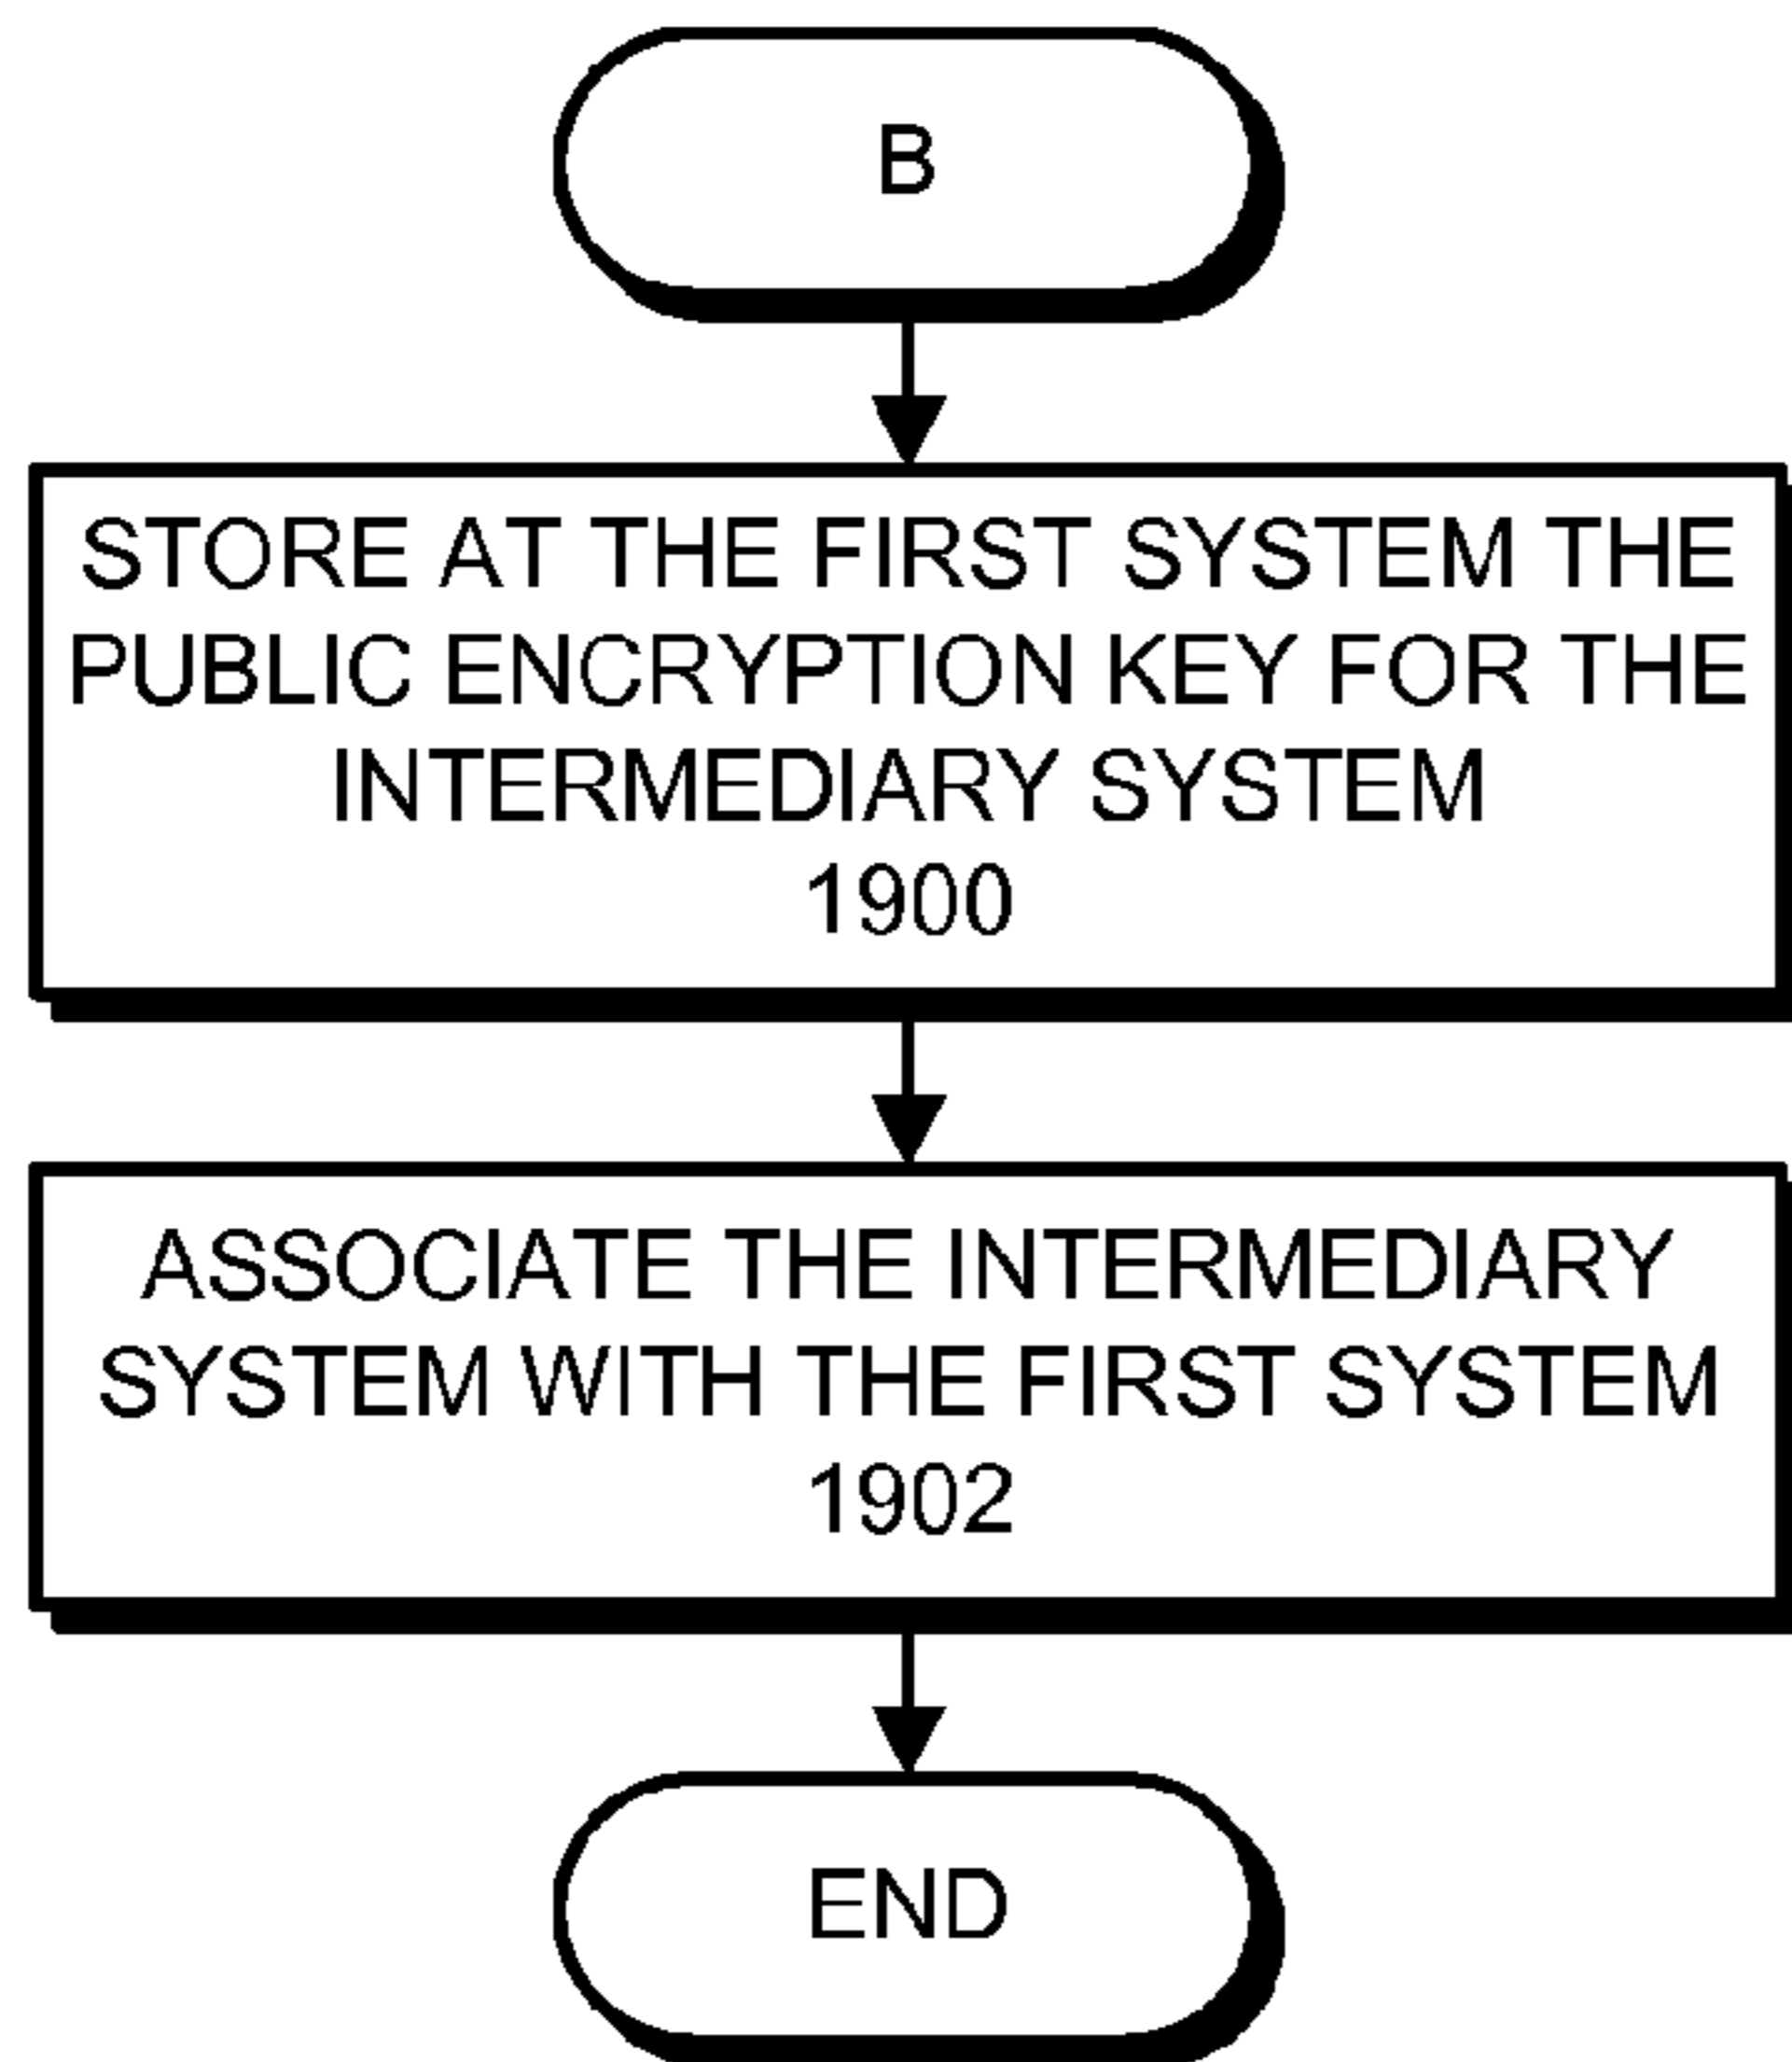 B
STORE AT THE FIRST SYSTEM THE
PUBLIC ENCRYPTION KEY FOR THE
INTERMEDIARY SYSTEM
1900
ASSOCIATE THE INTERMEDIARY
SYSTEM WITH THE FIRST SYSTEM
1902
END